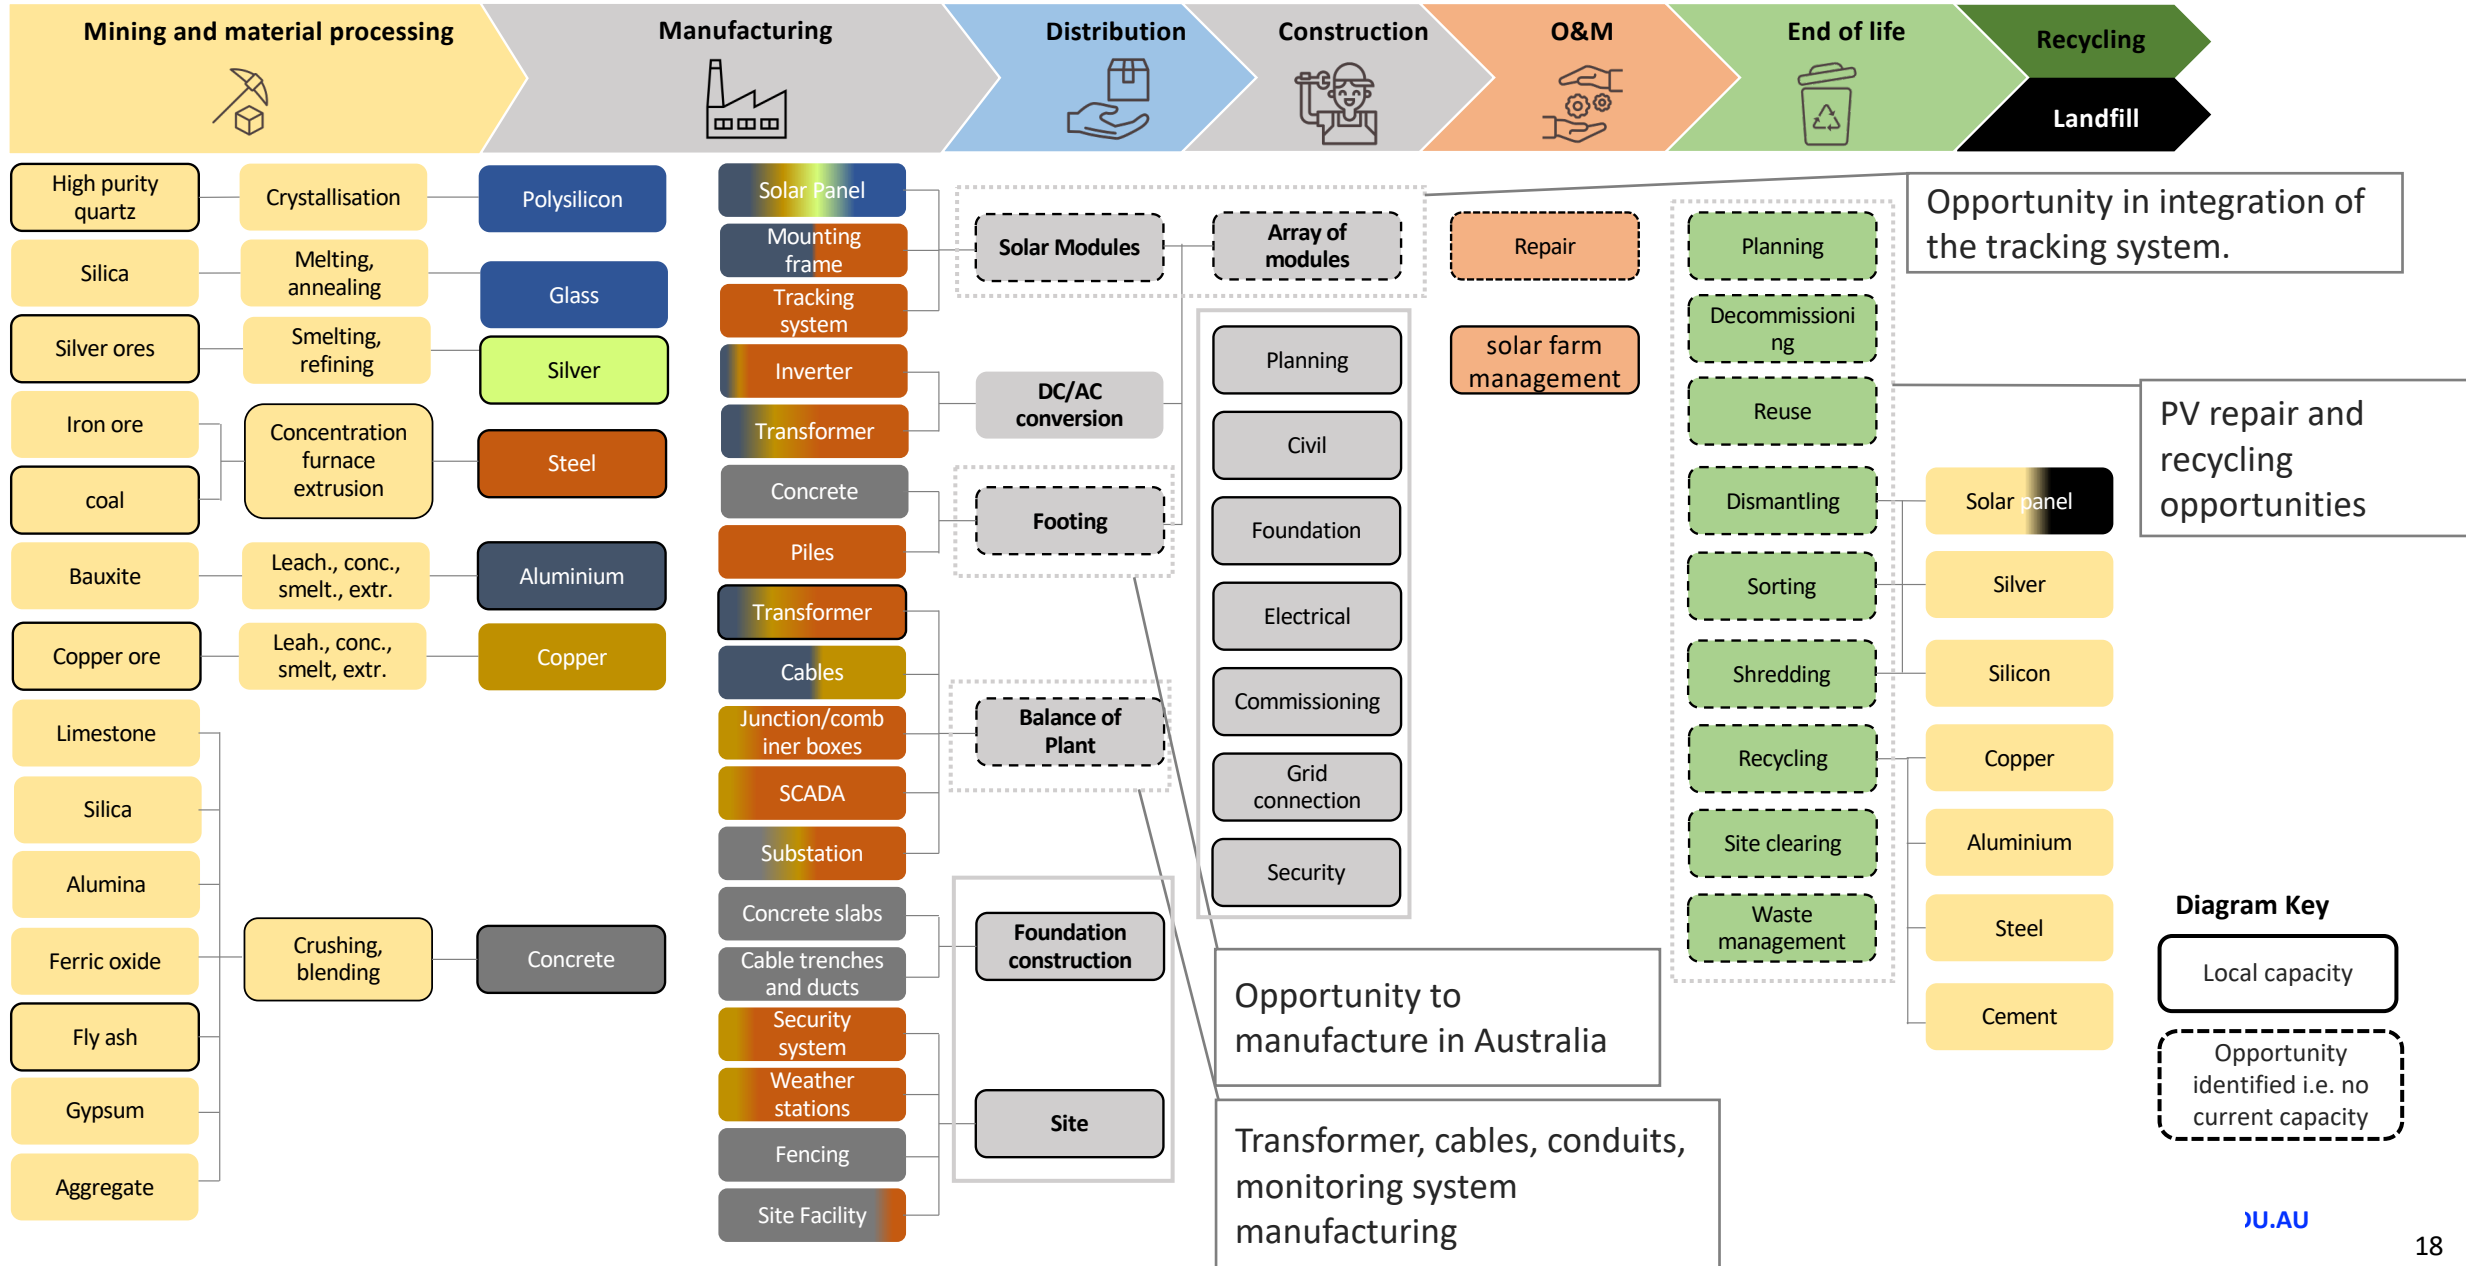 Mining and material processing
Manufacturing
Distribution
Construction
O&M
End of life
Recycling
Landfill
High purity
quartz
Crystallisation
Polysilicon
Silica
Melting,
annealing
Glass
Silver ores
Smelting,
refining
Silver
Iron ore
coal
Concentration
furnace
extrusion
Steel
Bauxite
Leach., conc.,
smelt., extr.
Aluminium
Copper ore
Leah., conc.,
smelt, extr.
Copper
Limestone
Silica
Alumina
Ferric oxide
Fly ash
Gypsum
Aggregate
Crushing,
blending
Concrete
Solar Panel
Mounting
frame
Tracking
system
Inverter
Transformer
Concrete
Piles
Transformer
Cables
Junction/comb
iner boxes
SCADA
Substation
Concrete slabs
Cable trenches
and ducts
Security
system
Weather
stations
Fencing
Site Facility
Solar Modules
DC/AC
conversion
Footing
Balance of
Plant
Foundation
construction
Site
Array of
modules
Planning
Civil
Foundation
Electrical
Commissioning
Grid
connection
Security
Repair
solar farm
management
Planning
Decommissioni
ng
Reuse
Dismantling
Sorting
Shredding
Recycling
Site clearing
Waste
management
Solar panel
Silver
Silicon
Copper
Aluminium
Steel
Cement
Opportunity in integration of
the tracking system.
PV repair and
recycling
opportunities
Opportunity to
manufacture in Australia
Transformer, cables, conduits,
monitoring system
manufacturing
Diagram Key
Local capacity
Opportunity
identified i.e. no
current capacity
DU.AU
18